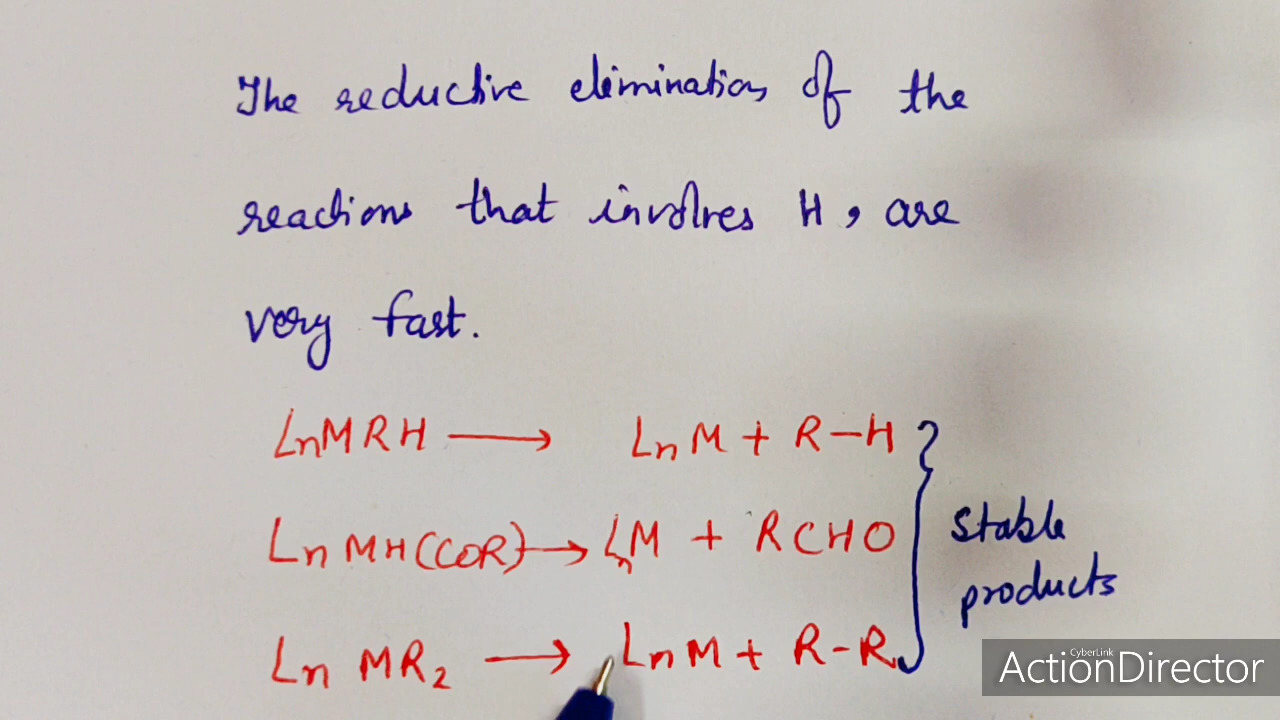 The reductive elimination of the
reactions that involves H, are
very fast.
LnMRH → LnM + R-H
LnMH(COR) → LnM + RCHO
LnMR2 → LnM + R-R
Stable
products
CyberLink
ActionDirector